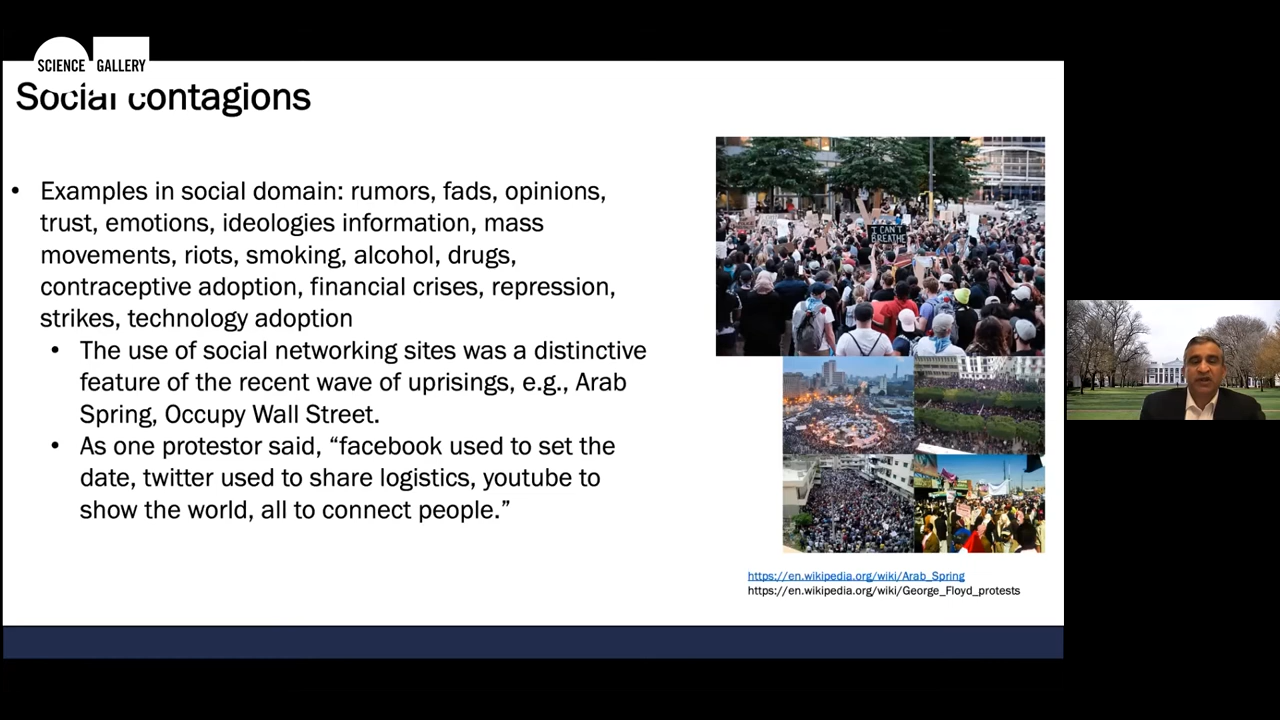 SCIENCE GALLERY
Social contagions
• Examples in social domain: rumors, fads, opinions,
trust, emotions, ideologies information, mass
movements, riots, smoking, alcohol, drugs,
contraceptive adoption, financial crises, repression,
strikes, technology adoption
• The use of social networking sites was a distinctive
feature of the recent wave of uprisings, e.g., Arab
Spring, Occupy Wall Street.
• As one protestor said, “facebook used to set the
date, twitter used to share logistics, youtube to
show the world, all to connect people.”
I CAN'T
BREATHE
https://en.wikipedia.org/wiki/Arab_Spring
https://en.wikipedia.org/wiki/George_Floyd_protests